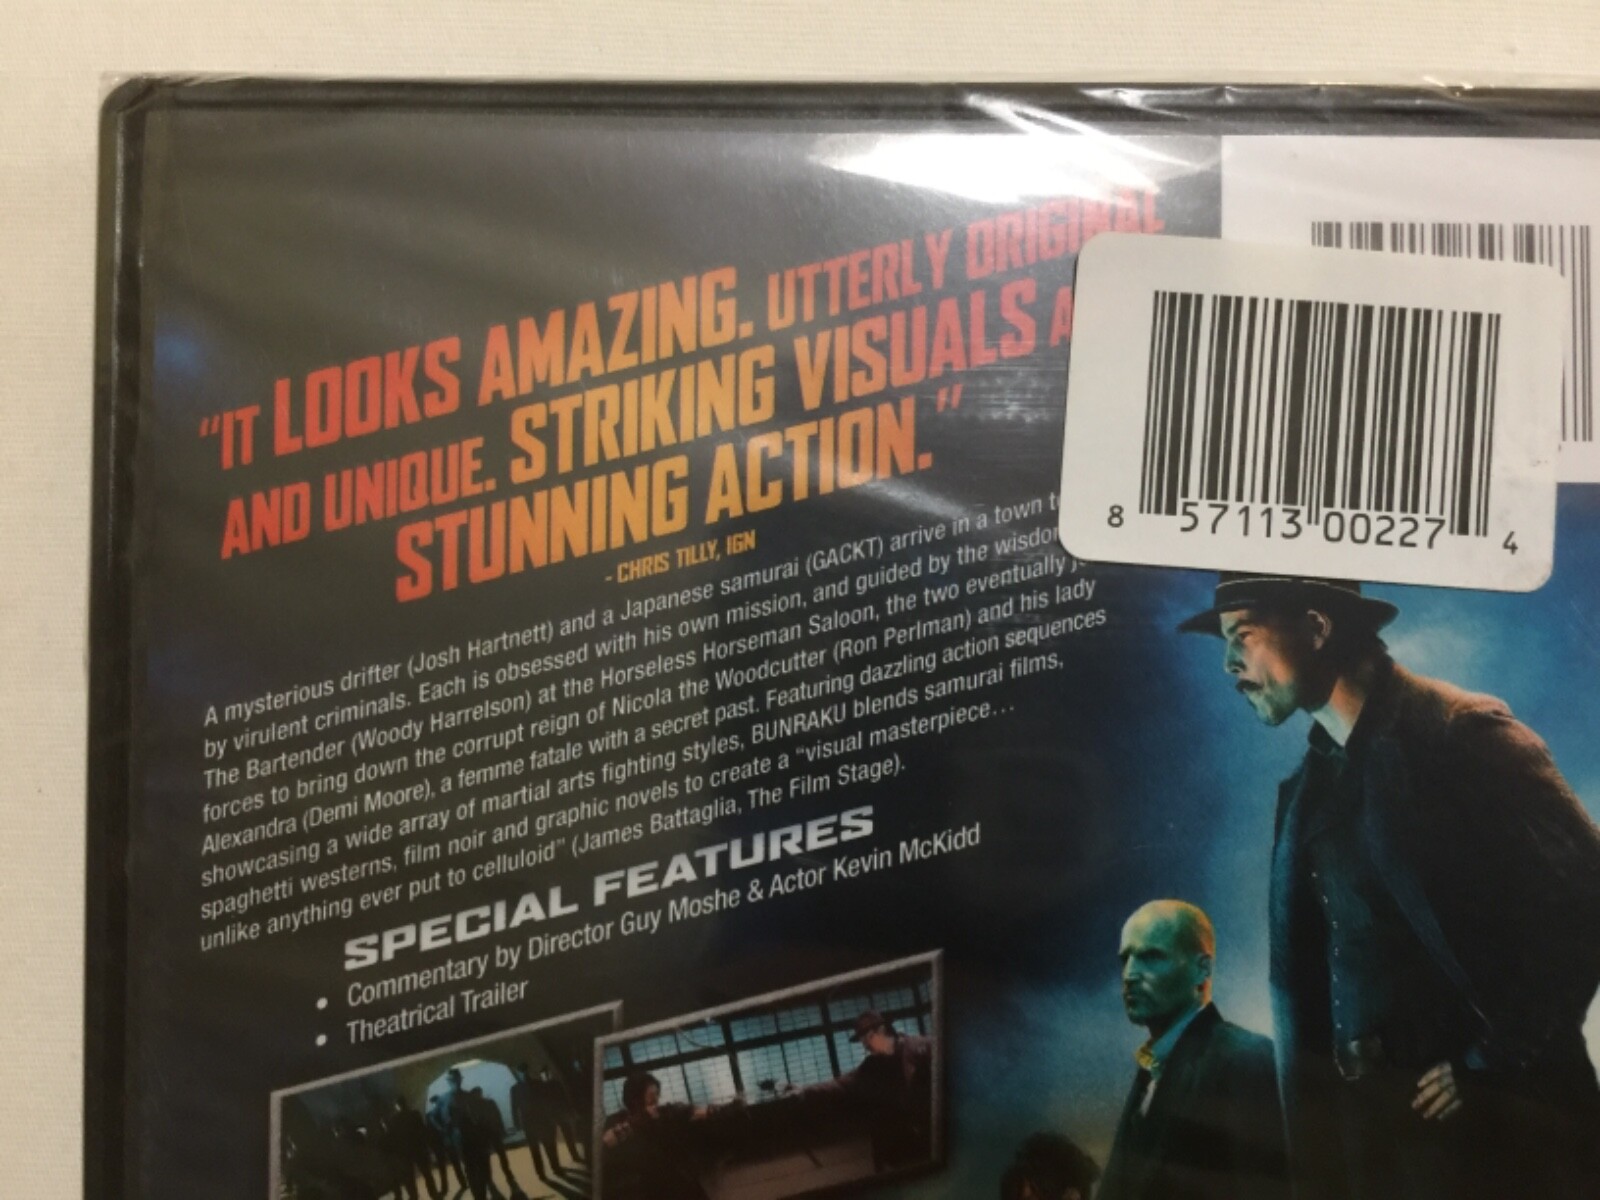 "IT LOOKS AMAZING. UTTERLY ORIGINAL
AND UNIQUE. STRIKING VISUALS
STUNNING ACTION."
- CHRIS TILLY, IGN
A mysterious drifter (Josh Hartnett) and a Japanese samurai (GACKT) arrive in a town
by virulent criminals. Each is obsessed with his own mission, and guided by the wisdom
The Bartender (Woody Harrelson) at the Horseless Horseman Saloon, the two eventually
forces to bring down the corrupt reign of Nicola the Woodcutter (Ron Perlman) and his lady
Alexandra (Demi Moore), a femme fatale with a secret past. Featuring dazzling action sequences
showcasing a wide array of martial arts fighting styles, BUNRAKU blends samurai films,
spaghetti westerns, film noir and graphic novels to create a "visual masterpiece...
unlike anything ever put to celluloid" (James Battaglia, The Film Stage).
SPECIAL FEATURES
• Commentary by Director Guy Moshe & Actor Kevin McKidd
• Theatrical Trailer
8 57113 00227 4